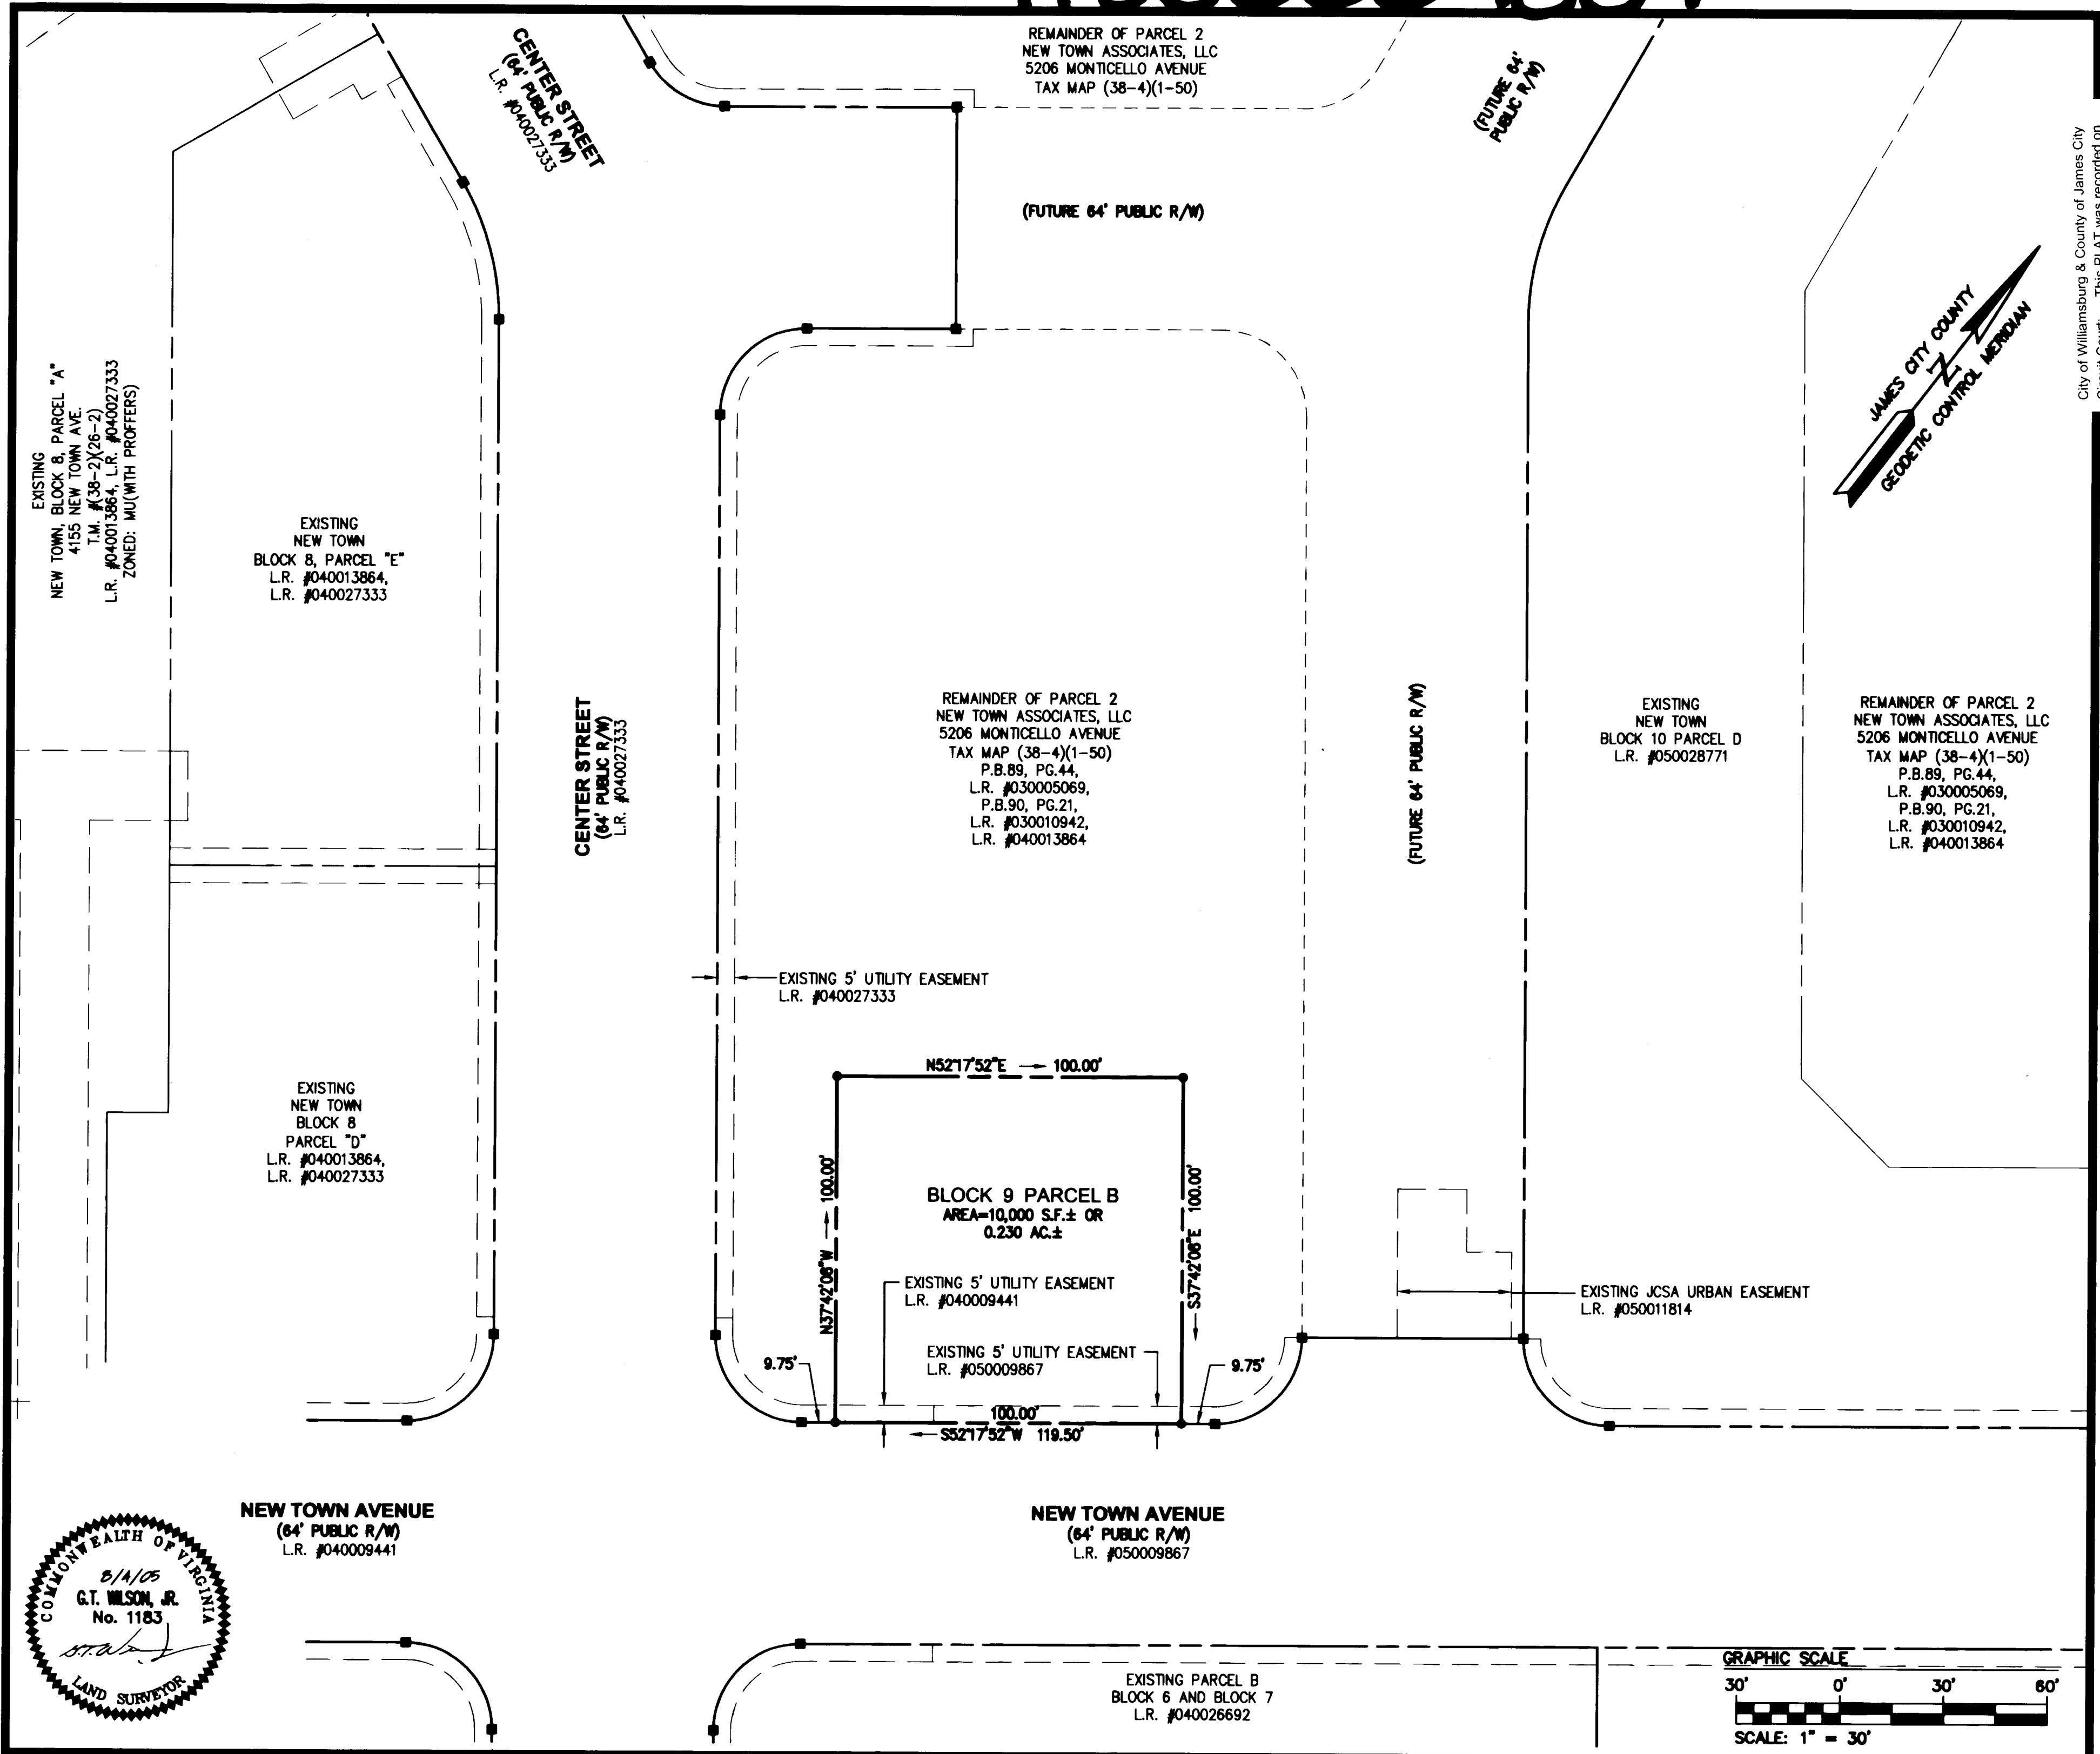 REMAINDER OF PARCEL 2
NEW TOWN ASSOCIATES, LLC
5206 MONTICELLO AVENUE
TAX MAP (38-4)(1-50)
CENTER STREET
(64' PUBLIC R/W)
L.R. #040027333
(FUTURE 64'
PUBLIC R/W)
(FUTURE 64' PUBLIC R/W)
City of Williamsburg & County of James City
This PLAT was recorded on
JAMES CITY COUNTY
N
GEODETIC CONTROL MERIDIAN
EXISTING
NEW TOWN, BLOCK 8, PARCEL "A"
4155 NEW TOWN AVE.
T.M. #(38-2)(26-2)
L.R. #040013864, L.R. #040027333
ZONED: MU(WITH PROFFERS)
EXISTING
NEW TOWN
BLOCK 8, PARCEL "E"
L.R. #040013864,
L.R. #040027333
CENTER STREET
(64' PUBLIC R/W)
L.R. #040027333
REMAINDER OF PARCEL 2
NEW TOWN ASSOCIATES, LLC
5206 MONTICELLO AVENUE
TAX MAP (38-4)(1-50)
P.B.89, PG.44,
L.R. #030005069,
P.B.90, PG.21,
L.R. #030010942,
L.R. #040013864
(FUTURE 64' PUBLIC R/W)
EXISTING
NEW TOWN
BLOCK 10 PARCEL D
L.R. #050028771
REMAINDER OF PARCEL 2
NEW TOWN ASSOCIATES, LLC
5206 MONTICELLO AVENUE
TAX MAP (38-4)(1-50)
P.B.89, PG.44,
L.R. #030005069,
P.B.90, PG.21,
L.R. #030010942,
L.R. #040013864
EXISTING 5' UTILITY EASEMENT
L.R. #040027333
N52°17'52"E 100.00'
EXISTING
NEW TOWN
BLOCK 8
PARCEL "D"
L.R. #040013864,
L.R. #040027333
N37°42'08"W 100.00'
BLOCK 9 PARCEL B
AREA=10,000 S.F.± OR
0.230 AC.±
S37°42'08"E 100.00'
EXISTING 5' UTILITY EASEMENT
L.R. #040009441
EXISTING 5' UTILITY EASEMENT
L.R. #050009867
EXISTING JCSA URBAN EASEMENT
L.R. #050011814
9.75'
9.75'
100.00'
S52°17'52"W 119.50'
NEW TOWN AVENUE
(64' PUBLIC R/W)
L.R. #040009441
NEW TOWN AVENUE
(64' PUBLIC R/W)
L.R. #050009867
COMMONWEALTH OF VIRGINIA
8/4/05
G.T. WILSON, JR.
No. 1183
LAND SURVEYOR
EXISTING PARCEL B
BLOCK 6 AND BLOCK 7
L.R. #040026692
GRAPHIC SCALE
30' 0' 30' 60'
SCALE: 1" = 30'